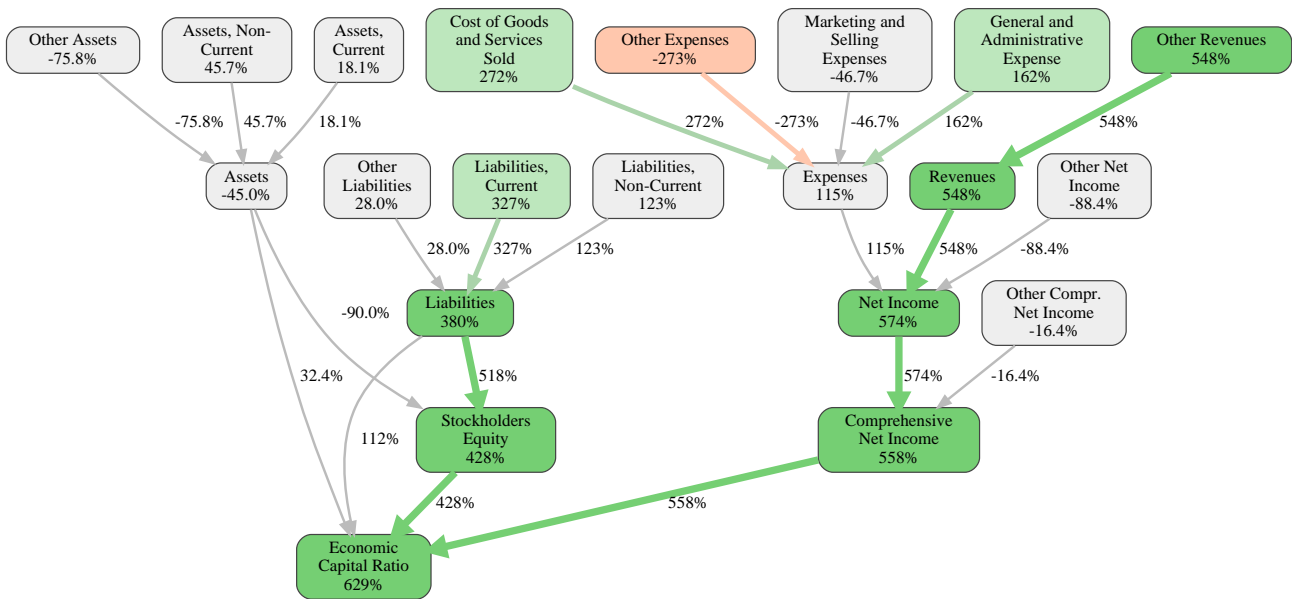 Other Assets
-75.8%
Assets, Non-
Current
45.7%
Assets,
Current
18.1%
Cost of Goods
and Services
Sold
272%
Other Expenses
-273%
Marketing and
Selling
Expenses
-46.7%
General and
Administrative
Expense
162%
Other Revenues
548%
-75.8%
45.7%
18.1%
272%
-273%
-46.7%
162%
548%
Assets
-45.0%
Other
Liabilities
28.0%
Liabilities,
Current
327%
Liabilities,
Non-Current
123%
Expenses
115%
Revenues
548%
Other Net
Income
-88.4%
28.0%
327%
123%
115%
548%
-88.4%
Liabilities
380%
Net Income
574%
Other Compr.
Net Income
-16.4%
-90.0%
32.4%
518%
574%
-16.4%
112%
Stockholders
Equity
428%
Comprehensive
Net Income
558%
428%
558%
Economic
Capital Ratio
629%